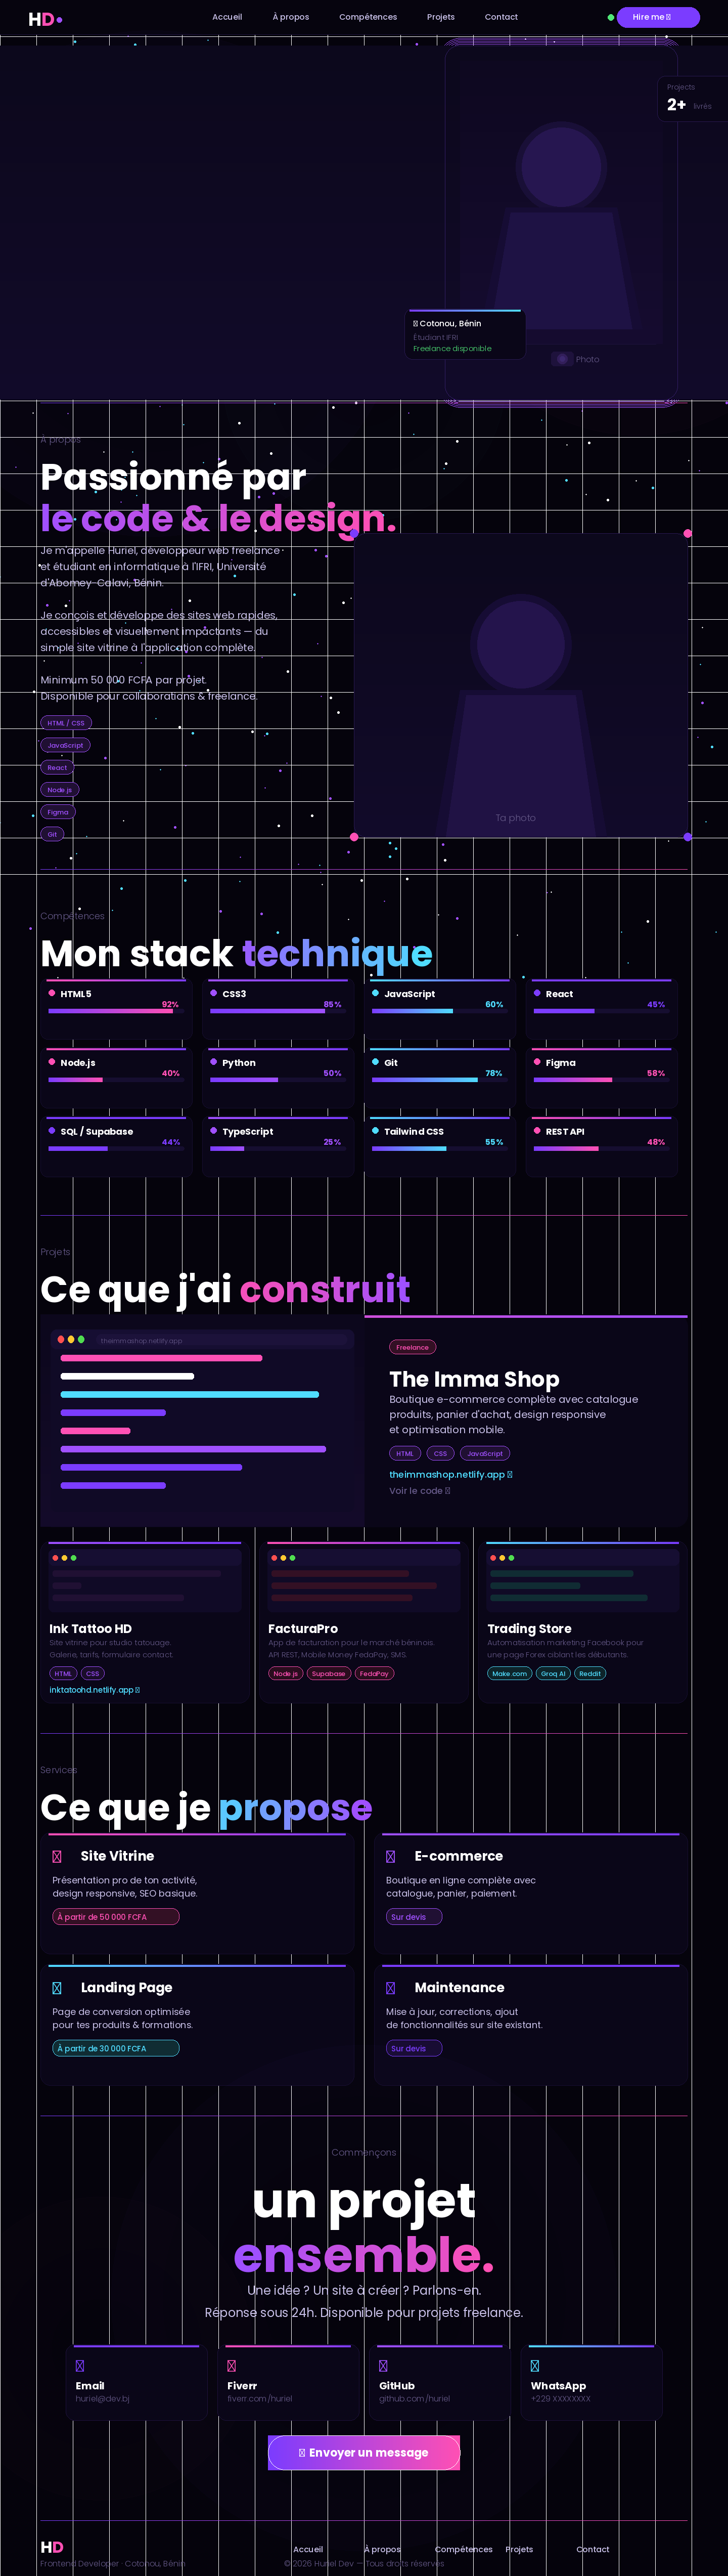 HD
Accueil
À propos
Compétences
Projets
Contact
Hire me
Projects
2+ livrés
Cotonou, Bénin
Étudiant IFRI
Freelance disponible
Photo
À propos
Passionné par
le code & le design.
Je m'appelle Huriel, développeur web freelance
et étudiant en informatique à l'IFRI, Université
d'Abomey-Calavi, Bénin.
Je conçois et développe des sites web rapides,
accessibles et visuellement impactants — du
simple site vitrine à l'application complète.
Minimum 50 000 FCFA par projet.
Disponible pour collaborations & freelance.
HTML / CSS
JavaScript
React
Node.js
Figma
Git
Ta photo
Compétences
Mon stack technique
HTML5
92%
CSS3
85%
JavaScript
60%
React
45%
Node.js
40%
Python
50%
Git
78%
Figma
58%
SQL / Supabase
44%
TypeScript
25%
Tailwind CSS
55%
REST API
48%
Projets
Ce que j'ai construit
theimmashop.netlify.app
Freelance
The Imma Shop
Boutique e-commerce complète avec catalogue
produits, panier d'achat, design responsive
et optimisation mobile.
HTML
CSS
JavaScript
theimmashop.netlify.app
Voir le code
Ink Tattoo HD
Site vitrine pour studio tatouage.
Galerie, tarifs, formulaire contact.
HTML
CSS
inktatoohd.netlify.app
FacturaPro
App de facturation pour le marché béninois.
API REST, Mobile Money FedaPay, SMS.
Node.js
Supabase
FedaPay
Trading Store
Automatisation marketing Facebook pour
une page Forex ciblant les débutants.
Make.com
Groq AI
Reddit
Services
Ce que je propose
Site Vitrine
Présentation pro de ton activité,
design responsive, SEO basique.
À partir de 50 000 FCFA
E-commerce
Boutique en ligne complète avec
catalogue, panier, paiement.
Sur devis
Landing Page
Page de conversion optimisée
pour tes produits & formations.
À partir de 30 000 FCFA
Maintenance
Mise à jour, corrections, ajout
de fonctionnalités sur site existant.
Sur devis
Commençons
un projet
ensemble.
Une idée ? Un site à créer ? Parlons-en.
Réponse sous 24h. Disponible pour projets freelance.
Email
huriel@dev.bj
Fiverr
fiverr.com/huriel
GitHub
github.com/huriel
WhatsApp
+229 XXXXXXXX
Envoyer un message
HD
Frontend Developer · Cotonou, Bénin
Accueil
À propos
Compétences
Projets
Contact
© 2026 Huriel Dev — Tous droits réservés